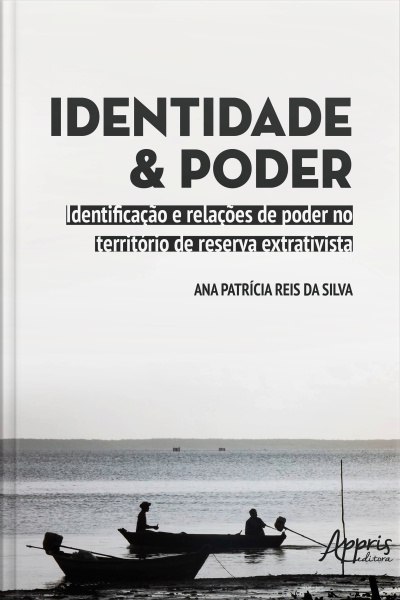 IDENTIDADE
& PODER
Identificação e relações de poder no
território de reserva extrativista
ANA PATRÍCIA REIS DA SILVA
Appris
editora